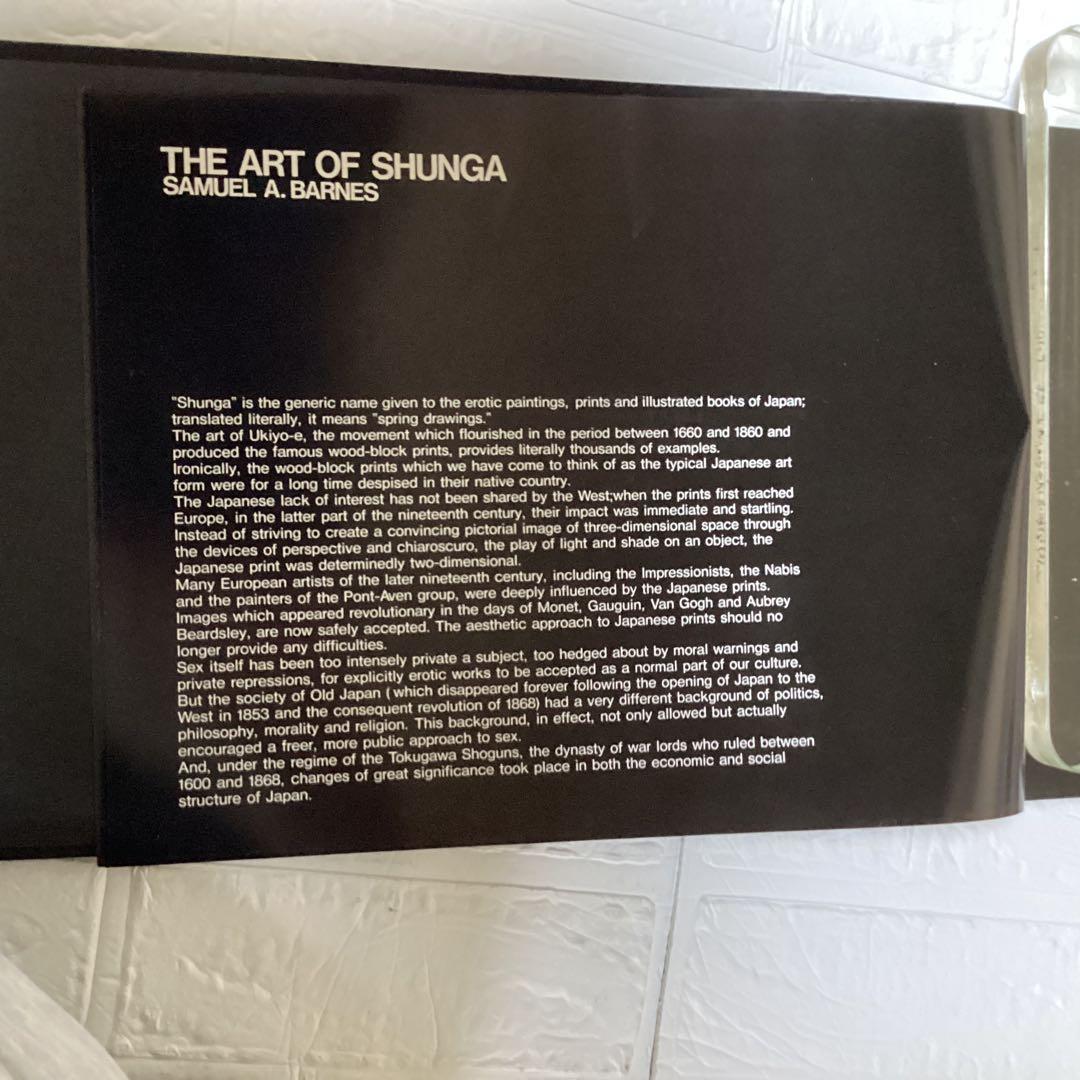 THE ART OF SHUNGA
SAMUEL A. BARNES
"Shunga" is the generic name given to the erotic paintings, prints and illustrated books of Japan;
translated literally, it means "spring drawings."
The art of Ukiyo-e, the movement which flourished in the period between 1660 and 1860 and
produced the famous wood-block prints, provides literally thousands of examples.
Ironically, the wood-block prints which we have come to think of as the typical Japanese art
form were for a long time despised in their native country.
The Japanese lack of interest has not been shared by the West;when the prints first reached
Europe, in the latter part of the nineteenth century, their impact was immediate and startling.
Instead of striving to create a convincing pictorial image of three-dimensional space through
the devices of perspective and chiaroscuro, the play of light and shade on an object, the
Japanese print was determinedly two-dimensional.
Many European artists of the later nineteenth century, including the Impressionists, the Nabis
and the painters of the Pont-Aven group, were deeply influenced by the Japanese prints.
Images which appeared revolutionary in the days of Monet, Gauguin, Van Gogh and Aubrey
Beardsley, are now safely accepted. The aesthetic approach to Japanese prints should no
longer provide any difficulties.
Sex itself has been too intensely private a subject, too hedged about by moral warnings and
private repressions, for explicitly erotic works to be accepted as a normal part of our culture.
But the society of Old Japan ( which disappeared forever following the opening of Japan to the
West in 1853 and the consequent revolution of 1868) had a very different background of politics,
philosophy, morality and religion. This background, in effect, not only allowed but actually
encouraged a freer, more public approach to sex.
And, under the regime of the Tokugawa Shoguns, the dynasty of war lords who ruled between
1600 and 1868, changes of great significance took place in both the economic and social
structure of Japan.